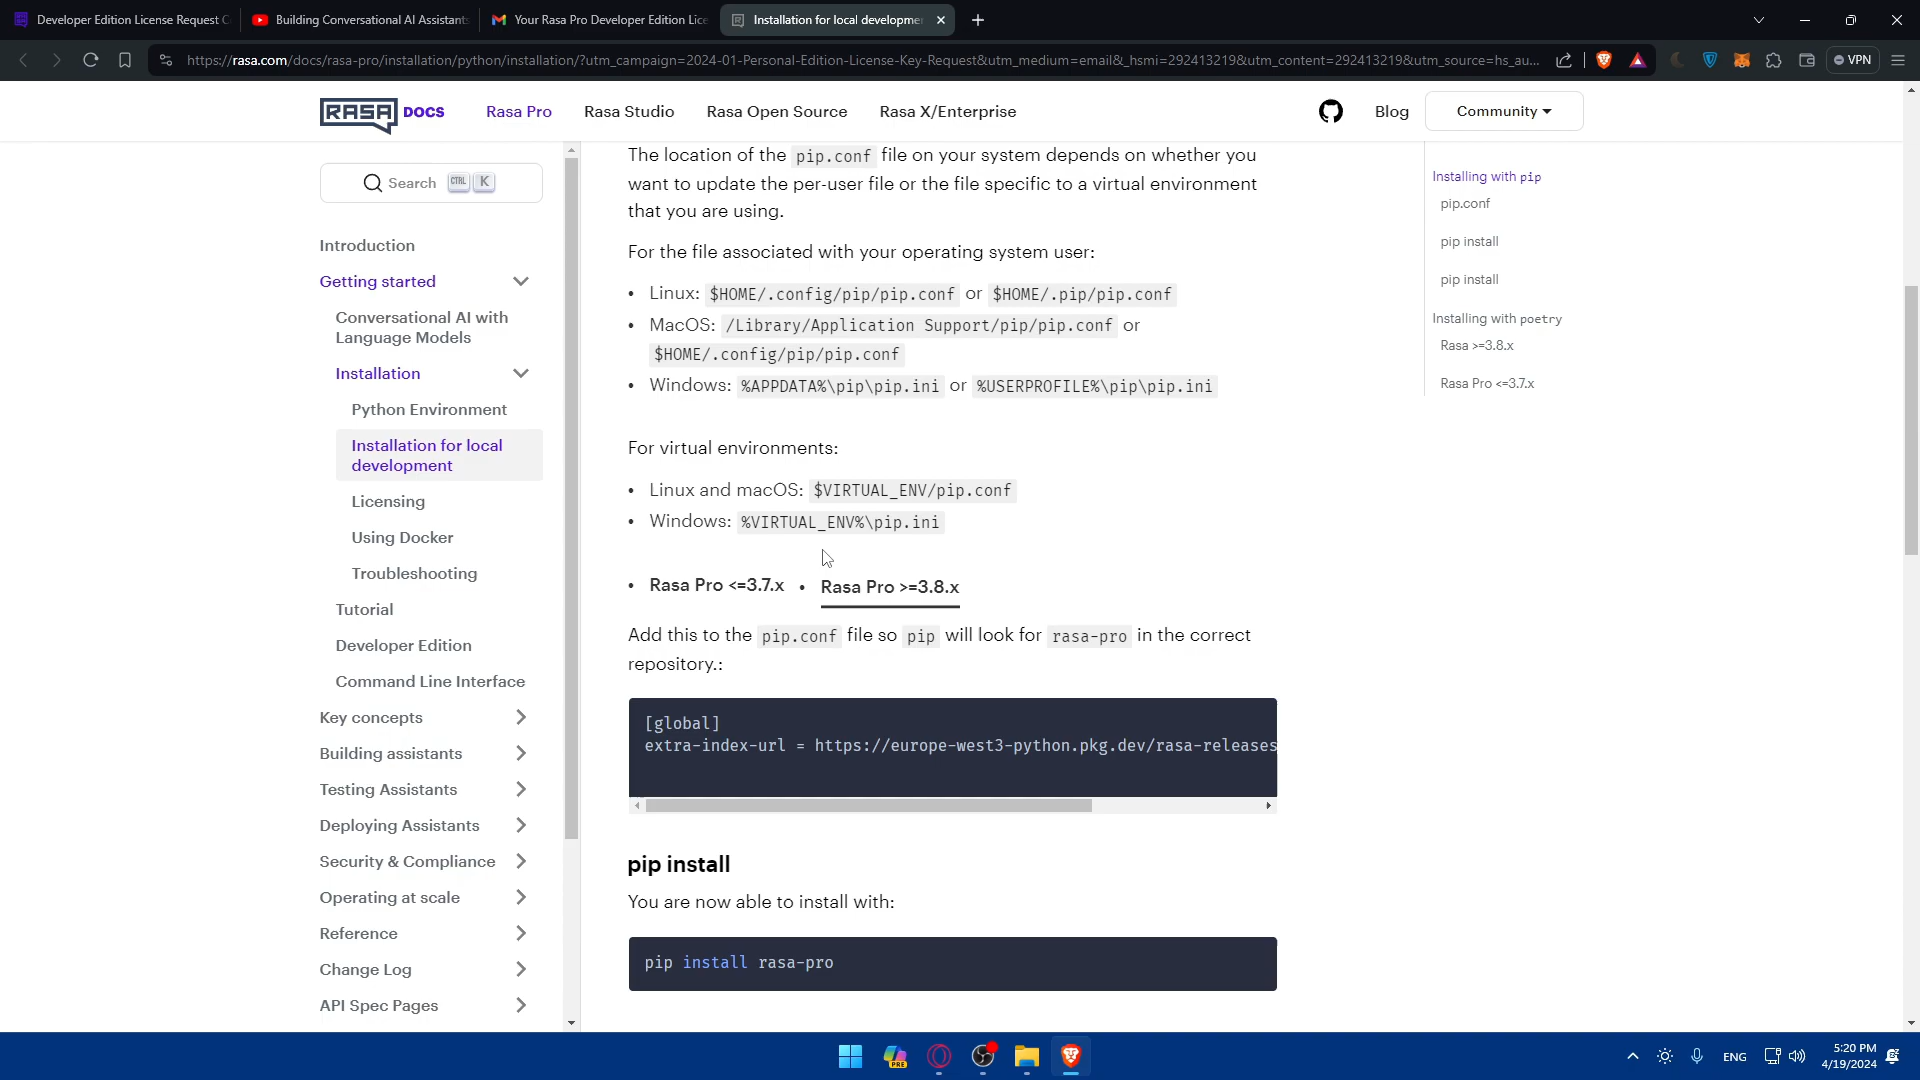 Developer Edition License Request
Building Conversational AI Assistants
Your Rasa Pro Developer Edition Lice
Installation for local developme
https://rasa.com/docs/rasa-pro/installation/python/installation/?utm_campaign=2024-01-Personal-Edition-License-Key-Request&utm_medium=email&_hsmi=292413219&utm_content=292413219&utm_source=hs_au...
VPN
RASA DOCS
Rasa Pro
Rasa Studio
Rasa Open Source
Rasa X/Enterprise
Blog
Community
Search CTRL K
Introduction
Getting started
Conversational AI with
Language Models
Installation
Python Environment
Installation for local
development
Licensing
Using Docker
Troubleshooting
Tutorial
Developer Edition
Command Line Interface
Key concepts
Building assistants
Testing Assistants
Deploying Assistants
Security & Compliance
Operating at scale
Reference
Change Log
API Spec Pages
The location of the pip.conf file on your system depends on whether you
want to update the per-user file or the file specific to a virtual environment
that you are using.
For the file associated with your operating system user:
• Linux: $HOME/.config/pip/pip.conf or $HOME/.pip/pip.conf
• MacOS: /Library/Application Support/pip/pip.conf or
$HOME/.config/pip/pip.conf
• Windows: %APPDATA%\pip\pip.ini or %USERPROFILE%\pip\pip.ini
For virtual environments:
• Linux and macOS: $VIRTUAL_ENV/pip.conf
• Windows: %VIRTUAL_ENV%\pip.ini
• Rasa Pro <=3.7.x • Rasa Pro >=3.8.x
Add this to the pip.conf file so pip will look for rasa-pro in the correct
repository.:
[global]
extra-index-url = https://europe-west3-python.pkg.dev/rasa-releases
pip install
You are now able to install with:
pip install rasa-pro
Installing with pip
pip.conf
pip install
pip install
Installing with poetry
Rasa >=3.8.x
Rasa Pro <=3.7.x
PRE
ENG
5:20 PM
4/19/2024